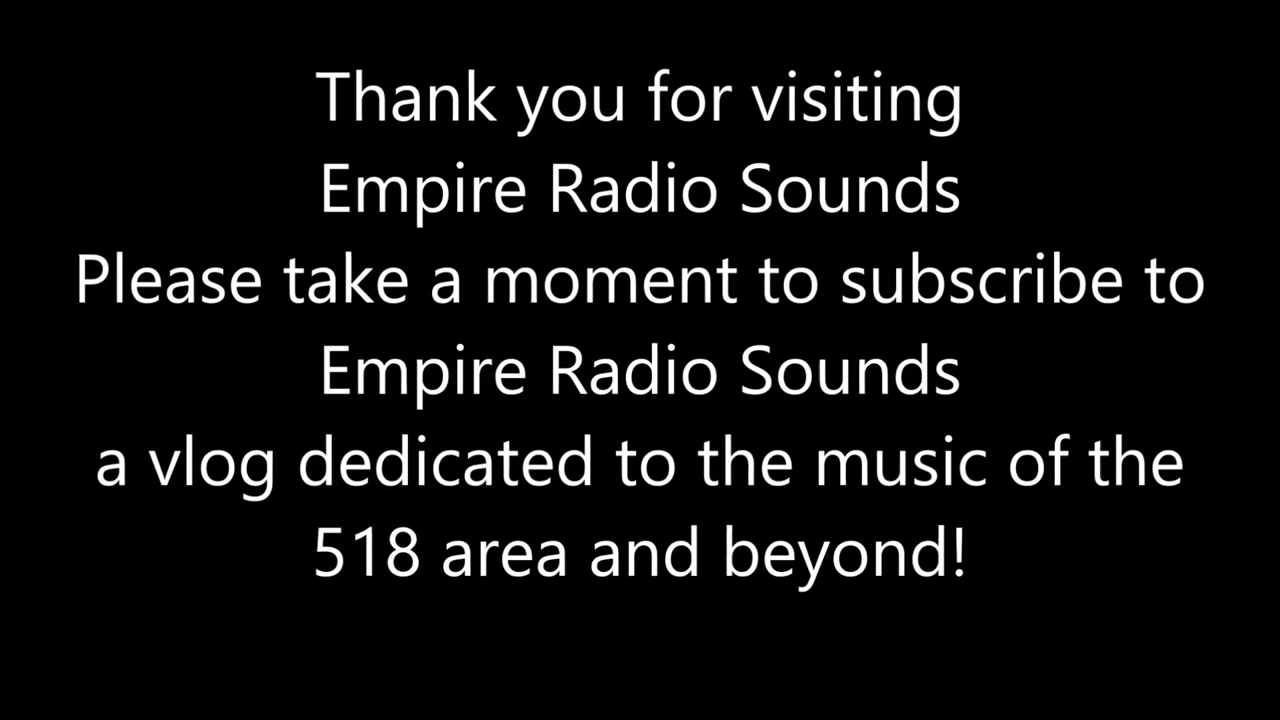 Thank you for visiting
Empire Radio Sounds
Please take a moment to subscribe to
Empire Radio Sounds
a vlog dedicated to the music of the
518 area and beyond!